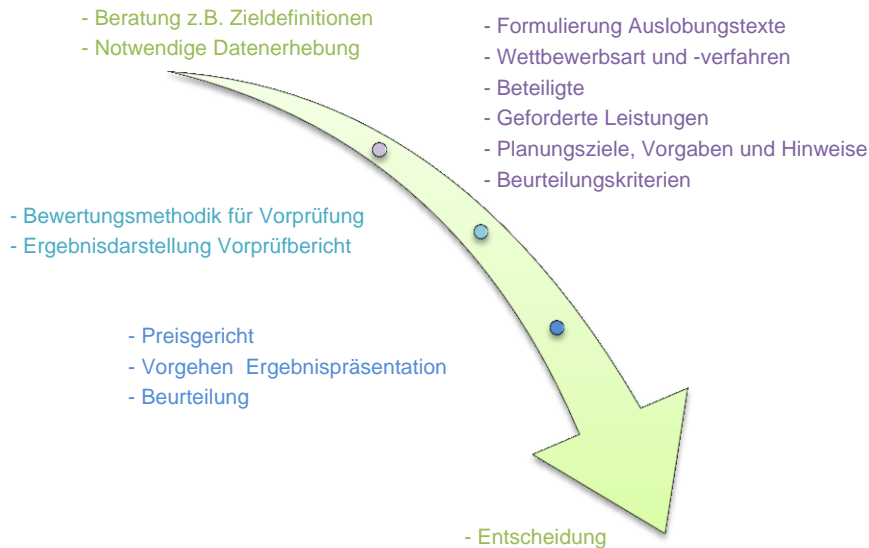 - Beratung z.B. Zieldefinitionen
- Notwendige Datenerhebung
- Formulierung Auslobungstexte
- Wettbewerbsart und -verfahren
- Beteiligte
- Geforderte Leistungen
- Planungsziele, Vorgaben und Hinweise
- Beurteilungskriterien
- Bewertungsmethodik für Vorprüfung
- Ergebnisdarstellung Vorprüfbericht
- Preisgericht
- Vorgehen  Ergebnispräsentation
- Beurteilung
- Entscheidung